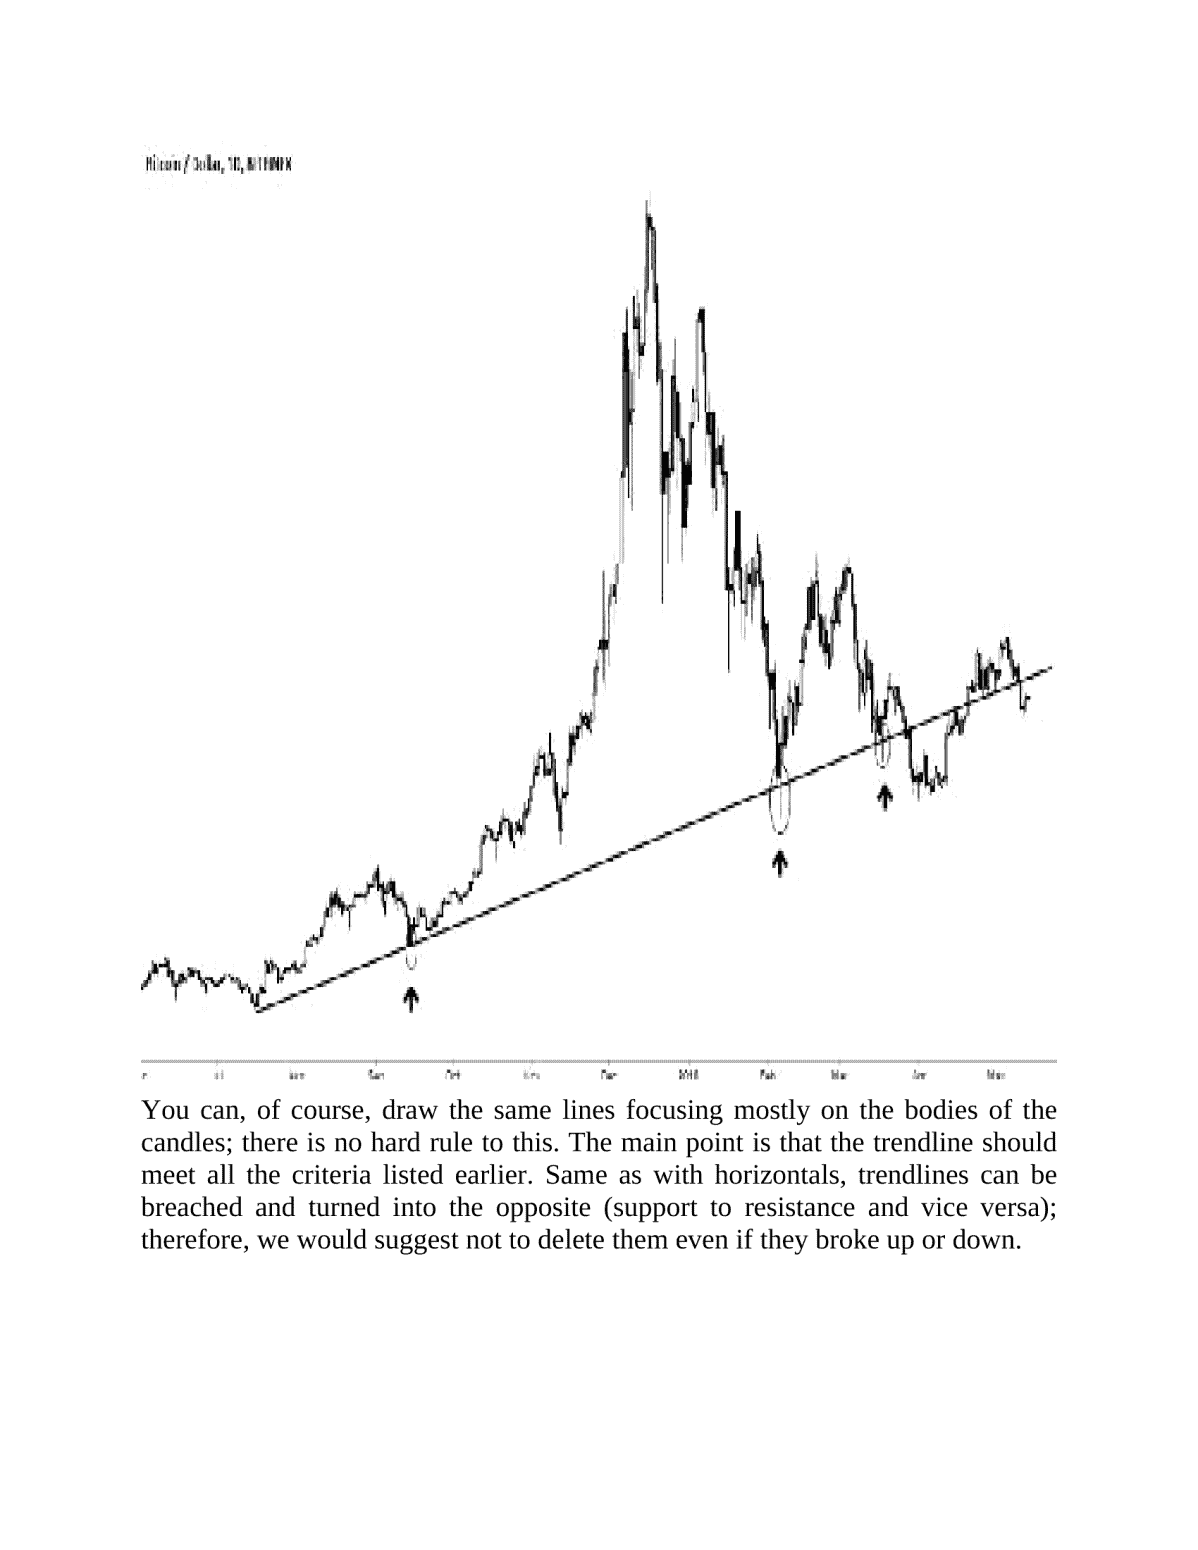 You can, of course, draw the same lines focusing mostly on the bodies of the
candles; there is no hard rule to this. The main point is that the trendline should
meet all the criteria listed earlier. Same as with horizontals, trendlines can be
breached and turned into the opposite (support to resistance and vice versa);
therefore, we would suggest not to delete them even if they broke up or down.